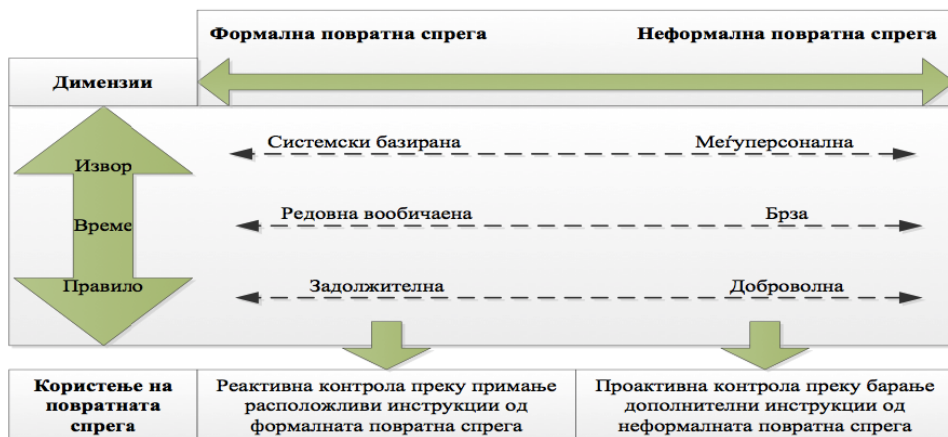 Формална повратна спрега
Неформална повратна спрега
Димензии
Извор
Системски базирана
Меѓуперсонална
Време
Редовна вообичаена
Брза
Правило
Задолжителна
Доброволна
Користење на
повратната
спрега
Реактивна контрола преку примање
расположливи инструкции од
формалната повратна спрега
Проактивна контрола преку барање
дополнителни инструкции од
неформалната повратна спрега